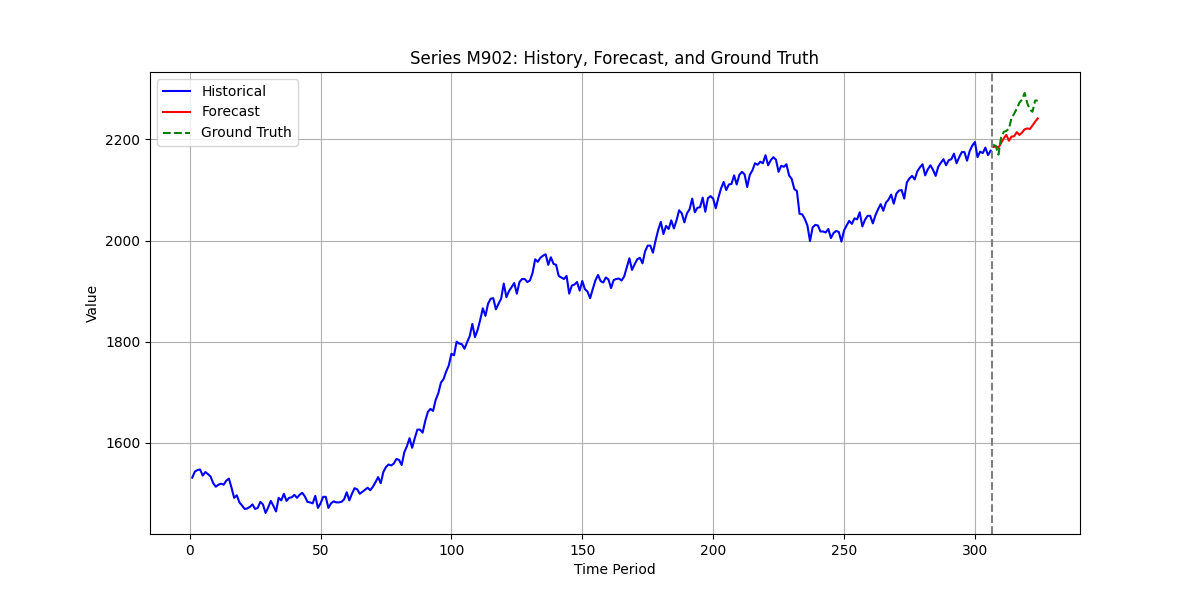 Series M902: History, Forecast, and Ground Truth
Historical
Forecast
Ground Truth
Value
2200
2000
1800
1600
0 50 100 150 200 250 300
Time Period